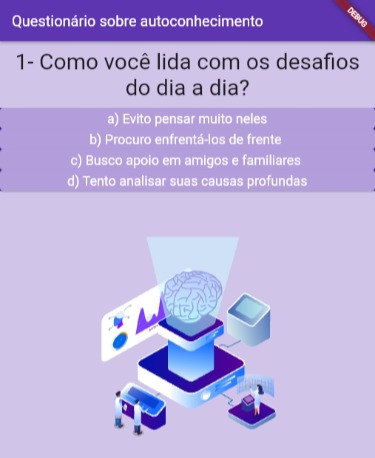 Questionário sobre autoconhecimento
DEBUG
1- Como você lida com os desafios
do dia a dia?
a) Evito pensar muito neles
b) Procuro enfrentá-los de frente
c) Busco apoio em amigos e familiares
d) Tento analisar suas causas profundas